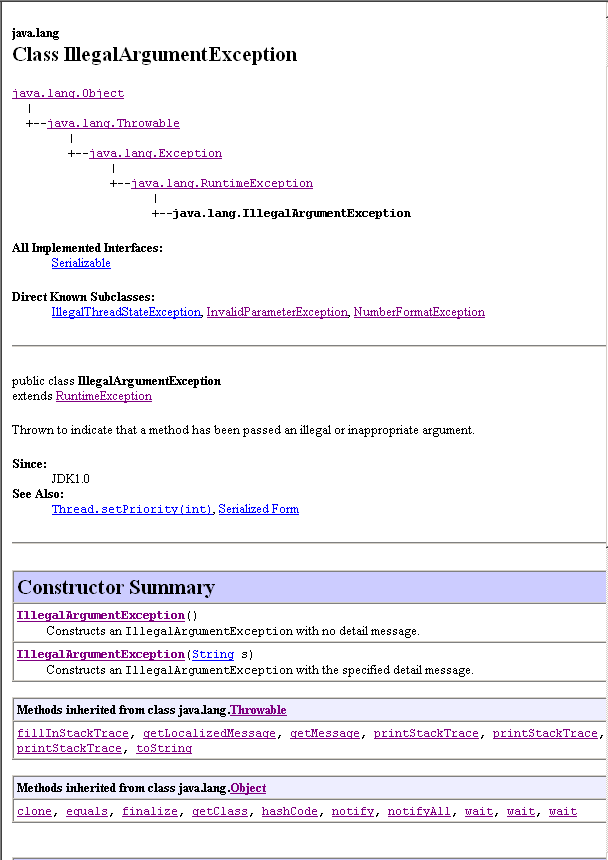 java.lang
Class IllegalArgumentException
java.lang.Object
|
+--java.lang.Throwable
|
+--java.lang.Exception
|
+--java.lang.RuntimeException
|
+--java.lang.IllegalArgumentException
All Implemented Interfaces:
Serializable
Direct Known Subclasses:
IllegalThreadStateException, InvalidParameterException, NumberFormatException
public class IllegalArgumentException
extends RuntimeException
Thrown to indicate that a method has been passed an illegal or inappropriate argument.
Since:
JDK1.0
See Also:
Thread.setPriority(int), Serialized Form
Constructor Summary
IllegalArgumentException()
Constructs an IllegalArgumentException with no detail message.
IllegalArgumentException(String s)
Constructs an IllegalArgumentException with the specified detail message.
Methods inherited from class java.lang.Throwable
fillInStackTrace, getLocalizedMessage, getMessage, printStackTrace, printStackTrace,
printStackTrace, toString
Methods inherited from class java.lang.Object
clone, equals, finalize, getClass, hashCode, notify, notifyAll, wait, wait, wait